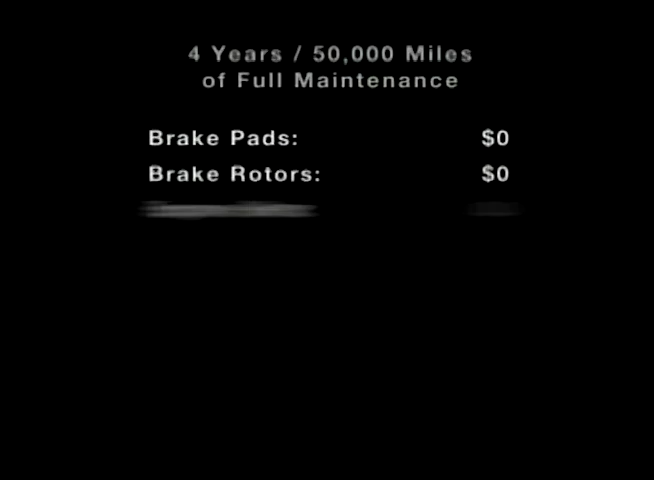 4 Years / 50,000 Miles
of Full Maintenance
Brake Pads: $0
Brake Rotors: $0